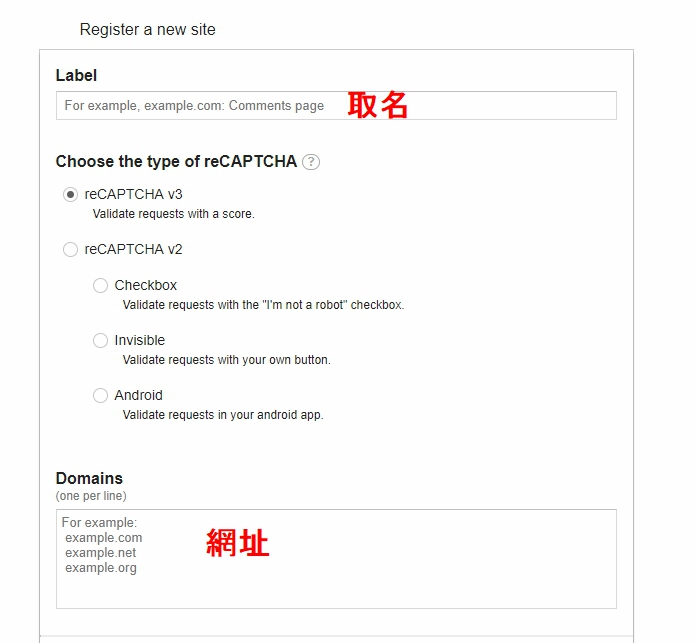 Register a new site
Label
For example, example.com: Comments page 取名
Choose the type of reCAPTCHA ?
reCAPTCHA v3
Validate requests with a score.
reCAPTCHA v2
Checkbox
Validate requests with the "I'm not a robot" checkbox.
Invisible
Validate requests with your own button.
Android
Validate requests in your android app.
Domains
(one per line)
For example:
example.com
網址
example.net
example.org